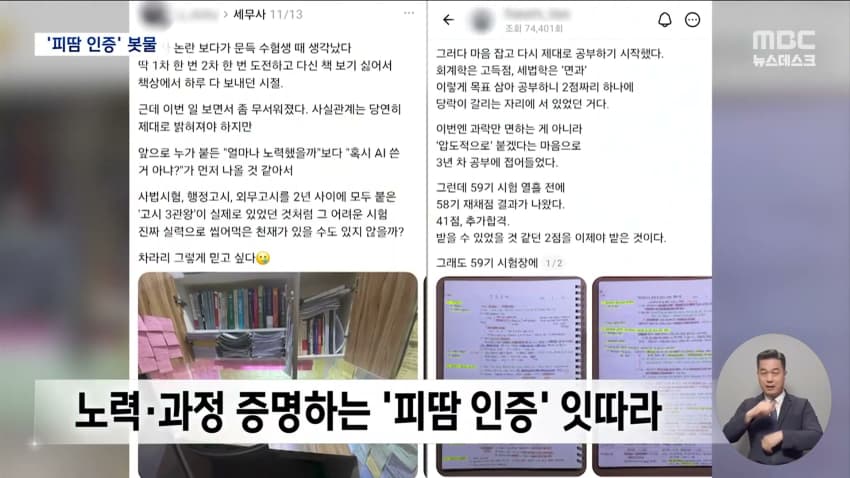 '피땀 인증' 봇물
MBC
뉴스데스크
세무사 11/13
논란 보다가 문득 수험생 때 생각났다
딱 1차 한 번 2차 한 번 도전하고 다신 책 보기 싫어서
책상에서 하루 다 보내던 시절.
근데 이번 일 보면서 좀 무서워졌다. 사실관계는 당연히
제대로 밝혀져야 하지만
앞으로 누가 붙든 "얼마나 노력했을까"보다 "혹시 AI 쓴
거 아냐?"가 먼저 나올 것 같아서
사법시험, 행정고시, 외무고시를 2년 사이에 모두 붙은
'고시 3관왕'이 실제로 있었던 것처럼 그 어려운 시험
진짜 실력으로 씹어먹은 천재가 있을 수도 있지 않을까?
차라리 그렇게 믿고 싶다
조회 74,401회
그러다 마음 잡고 다시 제대로 공부하기 시작했다.
회계학은 고득점, 세법학은 '면과'
이렇게 목표 삼아 공부하니 2점짜리 하나에
당락이 갈리는 자리에 서 있었던 거다.
이번엔 과락만 면하는 게 아니라
'압도적으로' 붙겠다는 마음으로
3년 차 공부에 접어들었다.
그런데 59기 시험 열흘 전에
58기 재채점 결과가 나왔다.
41점, 추가합격.
받을 수 있었을 것 같던 2점을 이제야 받은 것이다.
그래도 59기 시험장에
1/2
노력·과정 증명하는 '피땀 인증' 잇따라